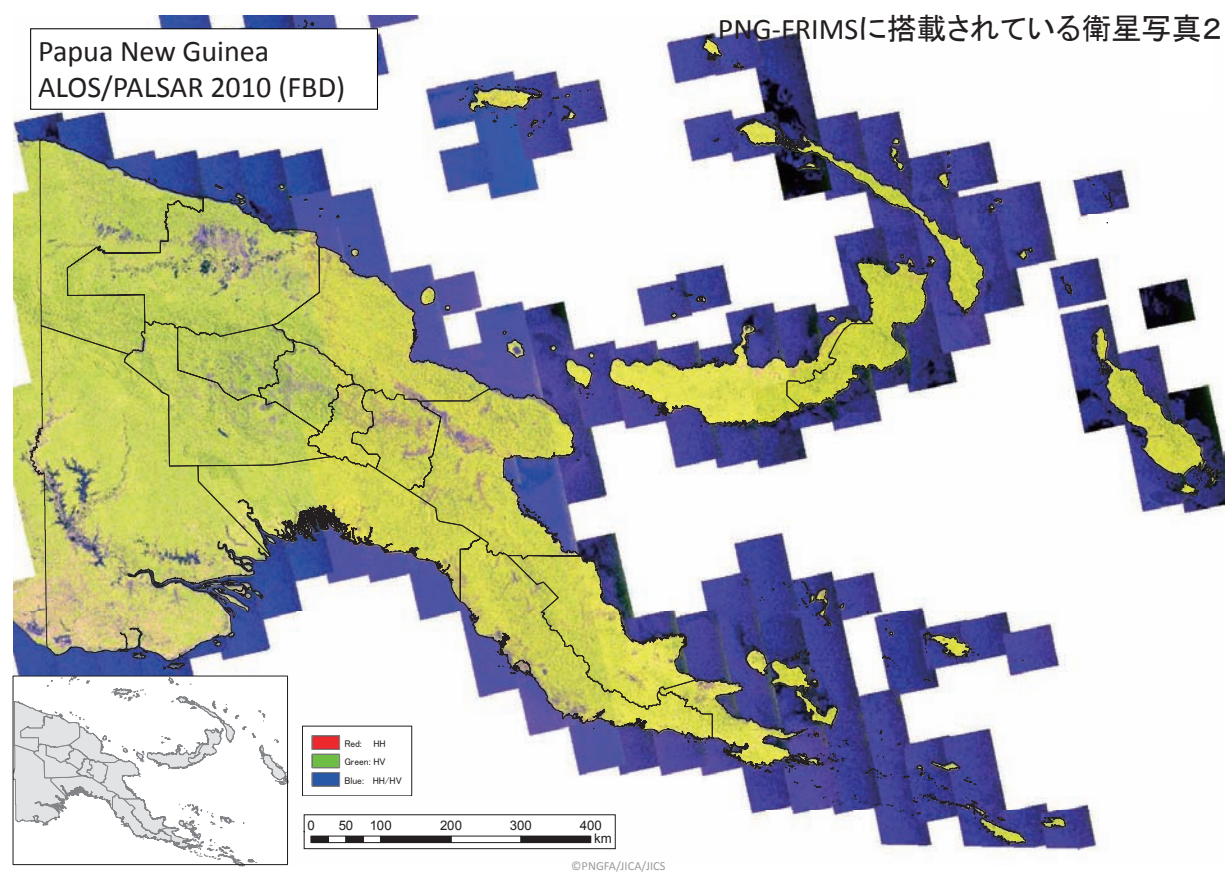 PNG-FRIMSに搭載されている衛星写真2
Papua New Guinea
ALOS/PALSAR 2010 (FBD)
Red: HH
Green: HV
Blue: HH/HV
0 50 100 200 300 400
km
©PNGFA/JICA/JICS